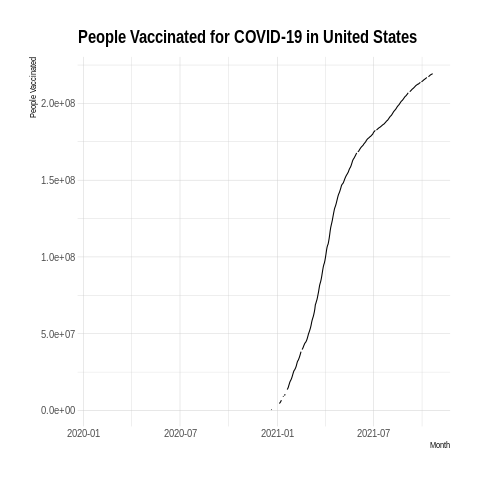 People Vaccinated for COVID-19 in United States
People Vaccinated
2.0e+08
1.5e+08
1.0e+08
5.0e+07
0.0e+00
2020-01 2020-07 2021-01 2021-07
Month